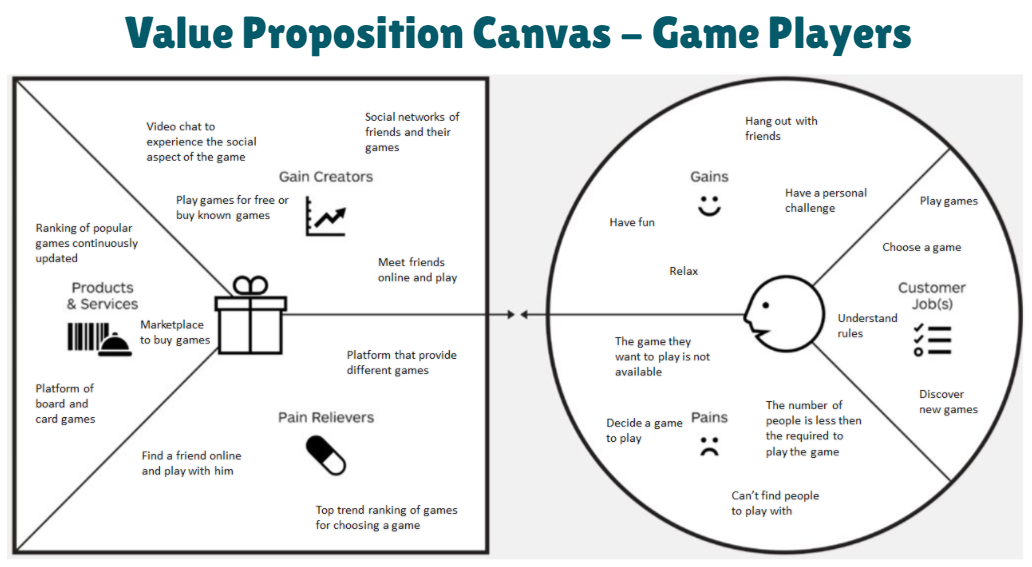 Value Proposition Canvas – Game Players
Video chat to
experience the social
aspect of the game
Social networks of
friends and their
games
Gain Creators
Play games for free or
buy known games
Meet friends
online and play
Ranking of popular
games continuously
updated
Products
& Services
Marketplace
to buy games
Platform of
board and
card games
Platform that provide
different games
Pain Relievers
Find a friend online
and play with him
Top trend ranking of games
for choosing a game
Hang out with
friends
Gains
Have a personal
challenge
Have fun
Relax
Play games
Choose a game
Customer
Job(s)
Understand
rules
Discover
new games
The game they
want to play is not
available
Decide a game
to play
Pains
The number of
people is less then
the required to
play the game
Can't find people
to play with